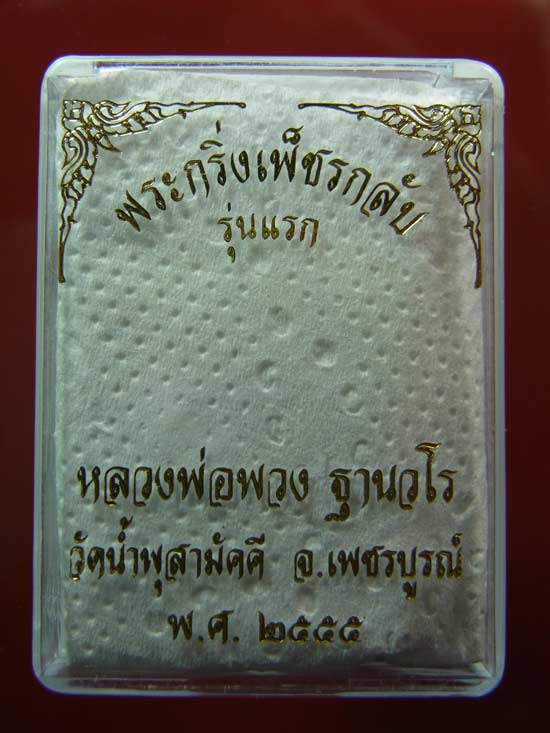 พระกริ่งเพ็ชรกลับ
รุ่นแรก
หลวงพ่อพวง ฐานวโร
วัดน้ำพุสามัคคี จ.เพชรบูรณ์
พ.ศ. ๒๕๕๕